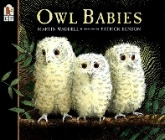 OWL BABIES
MARTIN WADDELL PATRICK BENSON